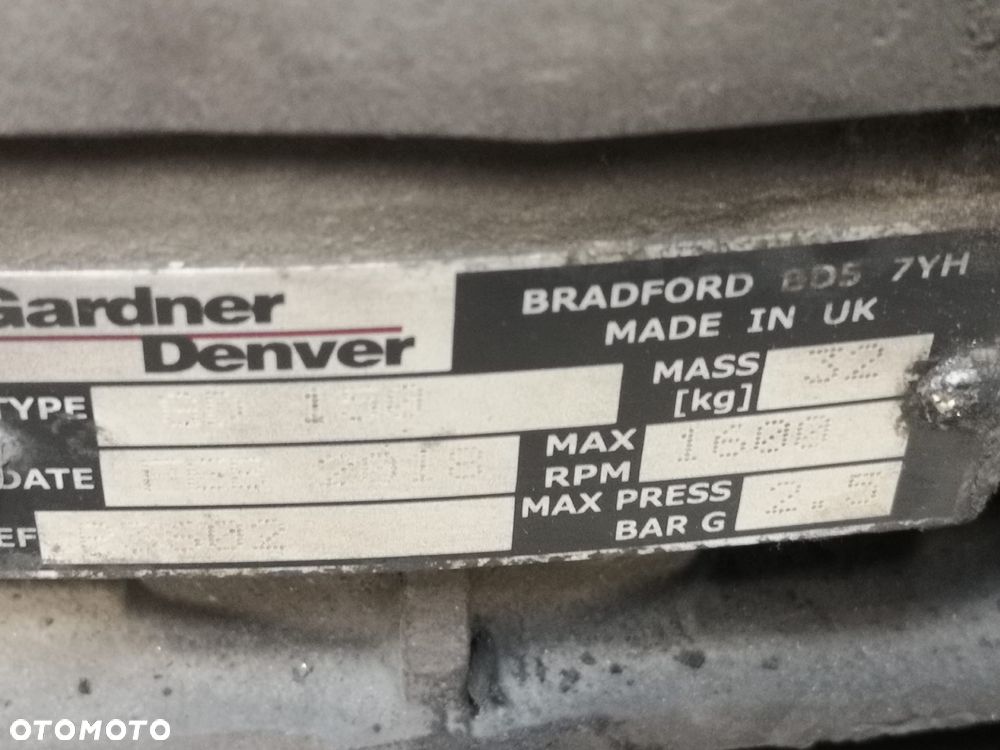 Gardner
Denver
BRADFORD BD5 7YH
MADE IN UK
TYPE
MASS [kg] 32
DATE 2018
MAX RPM 1600
EF
MAX PRESS BAR G 2.5
OTOMOTO